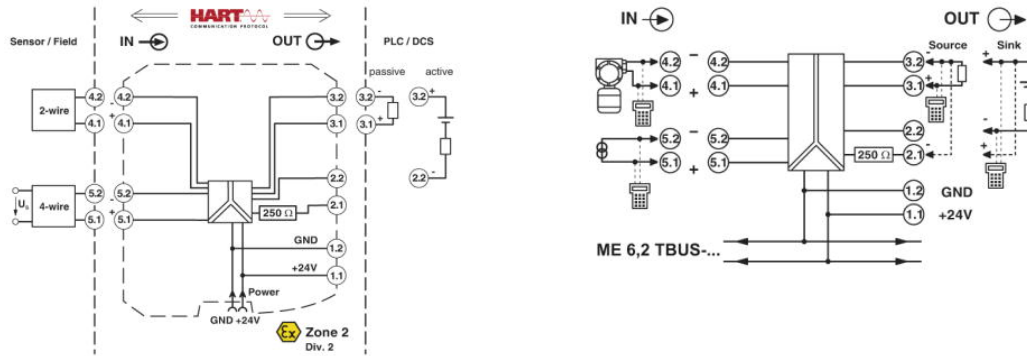 HART
COMMUNICATION PROTOCOL
Sensor / Field
IN
OUT
PLC / DCS
passive
active
2-wire
4.2
4.1
-
+
4.2
4.1
3.2
3.1
3.2
3.1
-
+
3.2
+
4-wire
5.2
5.1
-
+
5.2
5.1
2.2
2.1
2.2
-
250 Ω
GND
1.2
+24V
1.1
Power
GND +24V
Ex
Zone 2
Div. 2
IN
OUT
Source
Sink
4.2
-
4.2
3.2
-
+
4.1
+
4.1
3.1
+
5.2
-
5.2
2.2
-
5.1
+
5.1
250 Ω
2.1
-
+
1.2
GND
1.1
+24V
ME 6,2 TBUS-...